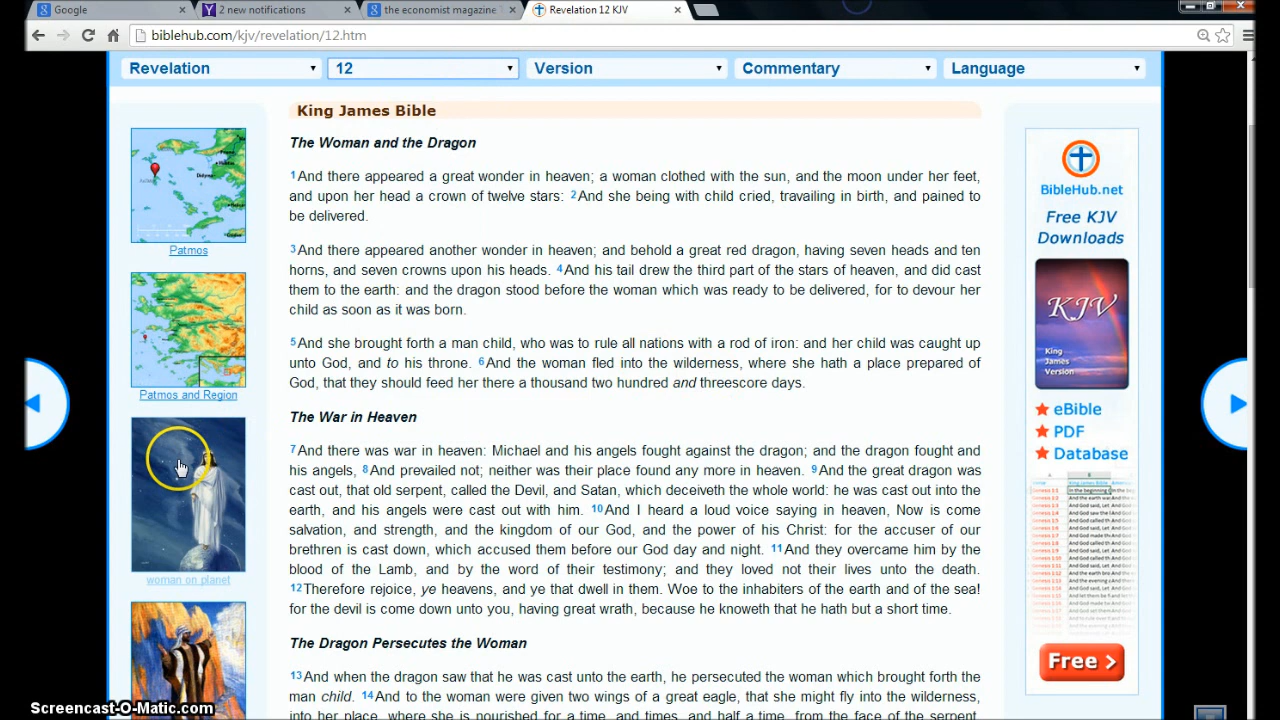 Google
2 new notifications
the economist magazine
Revelation 12 KJV
biblehub.com/kjv/revelation/12.htm
Revelation
12
Version
Commentary
Language
King James Bible
The Woman and the Dragon
1And there appeared a great wonder in heaven; a woman clothed with the sun, and the moon under her feet,
and upon her head a crown of twelve stars: 2And she being with child cried, travailing in birth, and pained to
be delivered.
3And there appeared another wonder in heaven; and behold a great red dragon, having seven heads and ten
horns, and seven crowns upon his heads. 4And his tail drew the third part of the stars of heaven, and did cast
them to the earth: and the dragon stood before the woman which was ready to be delivered, for to devour her
child as soon as it was born.
5And she brought forth a man child, who was to rule all nations with a rod of iron: and her child was caught up
unto God and to his throne. 6And the woman fled into the wilderness, where she hath a place prepared of
God, that they should feed her there a thousand two hundred and threescore days.
The War in Heaven
7And there was war in heaven: Michael and his angels fought against the dragon; and the dragon fought and
his angels, 8And prevailed not; neither was their place found any more in heaven. 9And the great dragon was
cast out, called the Devil, and Satan, which deceiveth the whole was cast out into the
earth, and were cast out with him. 10And I heard a loud voice saying in heaven, Now is come
and the kingdom of our God, and the power of his Christ: for the accuser of our
brethren is cast down, which accused them before our God day and night. 11And they overcame him by the
blood of the and by the word of their testimony; and they loved not their lives unto the death.
12Therefore ye heavens, and ye that dwell in them. Woe to the inhabiters of the earth and of the sea!
for the devil is come down unto you, having great wrath, because he knoweth that he hath but a short time.
The Dragon Persecutes the Woman
13And when the dragon saw that he was cast unto the earth, he persecuted the woman which brought forth the
man child. 14And to the woman were given two wings of a great eagle, that she might fly into the wilderness,
into her place, where she is nourished for a time, and times, and half a time, from the face of the serpent.
Patmos
Patmos and Region
woman on planet
BibleHub.net
Free KJV
Downloads
KJV
King
James
Version
eBible
PDF
Database
Free >
Screencast-O-Matic.com